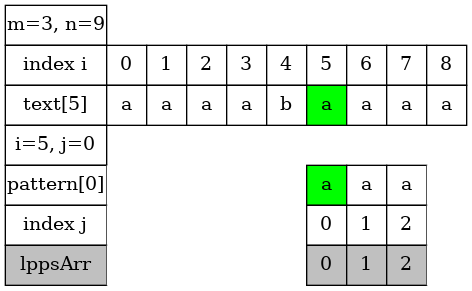 m=3, n=9
index i 0 1 2 3 4 5 6 7 8
text[5] a a a a b a a a a
i=5, j=0
pattern[0] a a a
index j 0 1 2
lppsArr 0 1 2